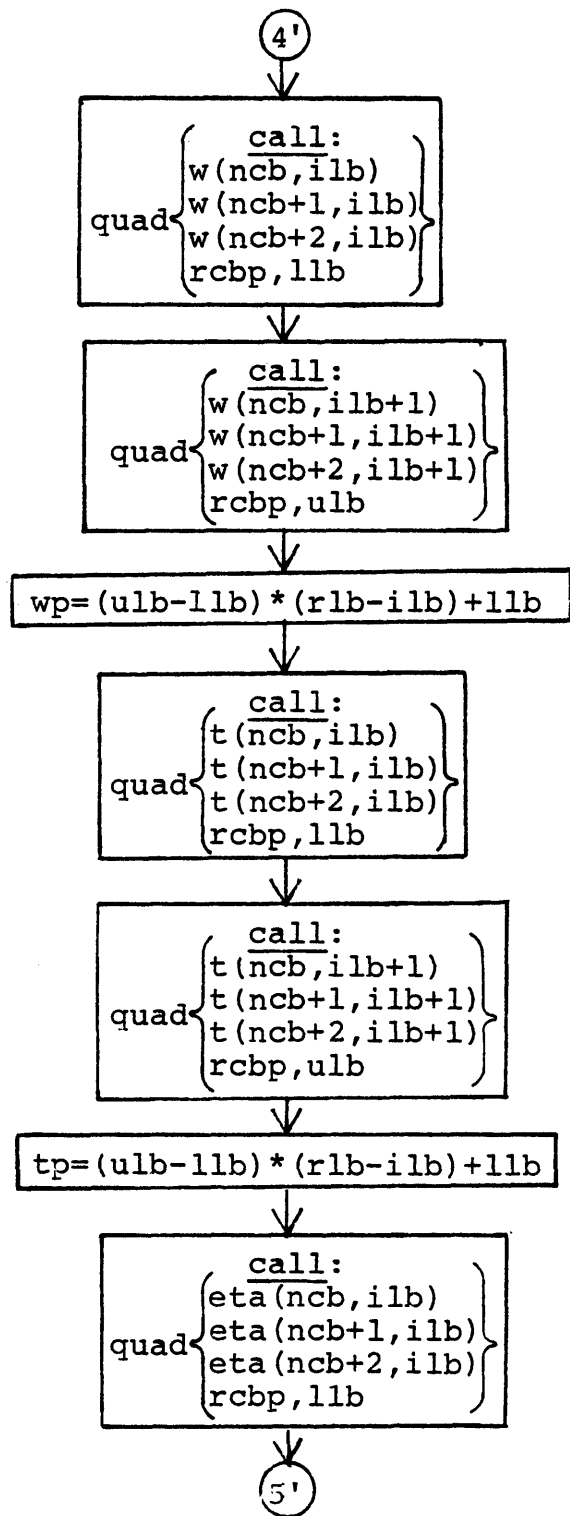 4'
call:
w(ncb,ilb)
w(ncb+1,ilb)
quad
w(ncb+2,ilb)
rcbp,llb
call:
w(ncb,ilb+1)
w(ncb+1,ilb+1)
quad
w(ncb+2,ilb+1)
rcbp,ulb
wp=(ulb-llb)*(rlb-ilb)+llb
call:
t(ncb,ilb)
t(ncb+1,ilb)
quad
t(ncb+2,ilb)
rcbp,llb
call:
t(ncb,ilb+1)
t(ncb+1,ilb+1)
quad
t(ncb+2,ilb+1)
rcbp,ulb
tp=(ulb-llb)*(rlb-ilb)+llb
call:
eta(ncb,ilb)
eta(ncb+1,ilb)
quad
eta(ncb+2,ilb)
rcbp,llb
5'